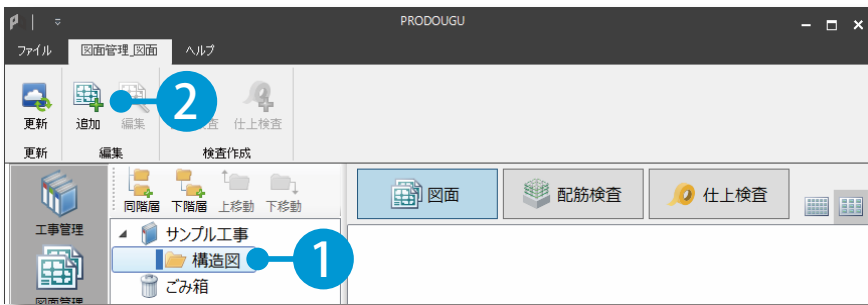 PRODOUGU
ファイル 図面管理_図面 ヘルプ
2
更新 追加 編集 査 仕上検査
更新 編集 検査作成
同階層 下階層 上移動 下移動
図面 配筋検査 仕上検査
工事管理
サンプル工事
構造図 1
ごみ箱
図面管理